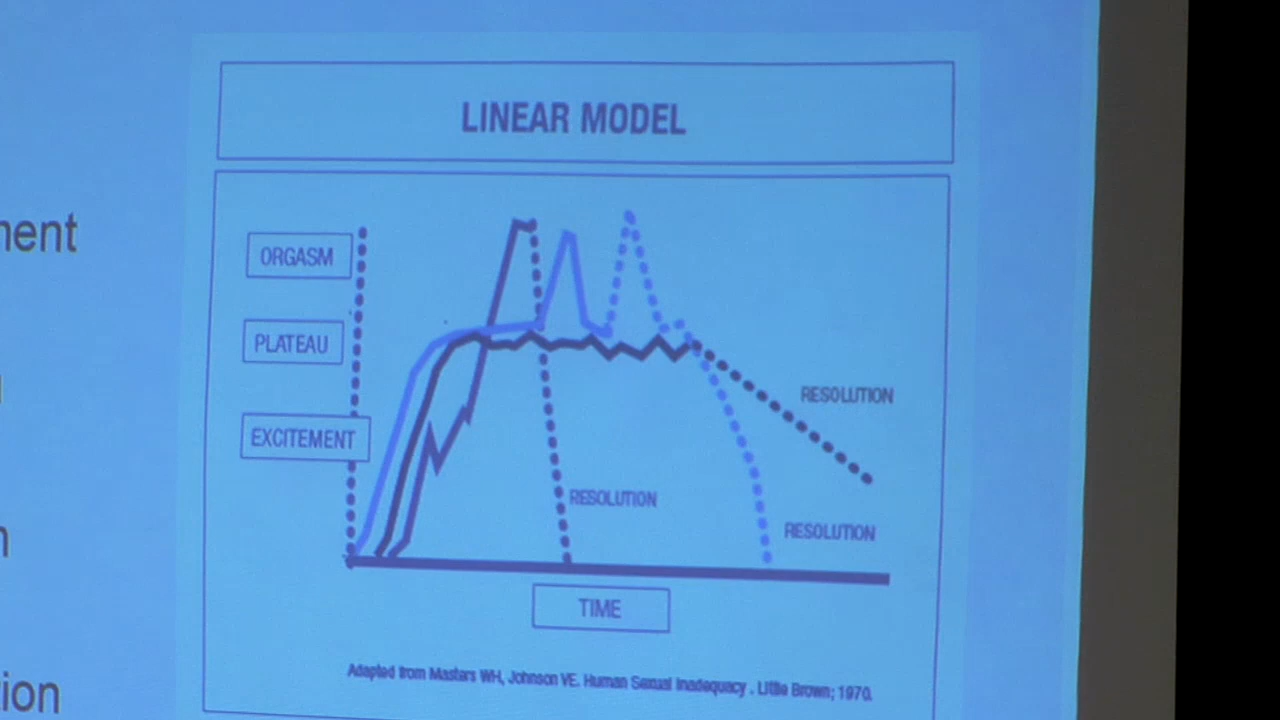 LINEAR MODEL
ORGASM
PLATEAU
EXCITEMENT
RESOLUTION
RESOLUTION
RESOLUTION
TIME
Adapted from Masters WH, Johnson VE. Human Sexual Inadequacy . Little Brown; 1970.